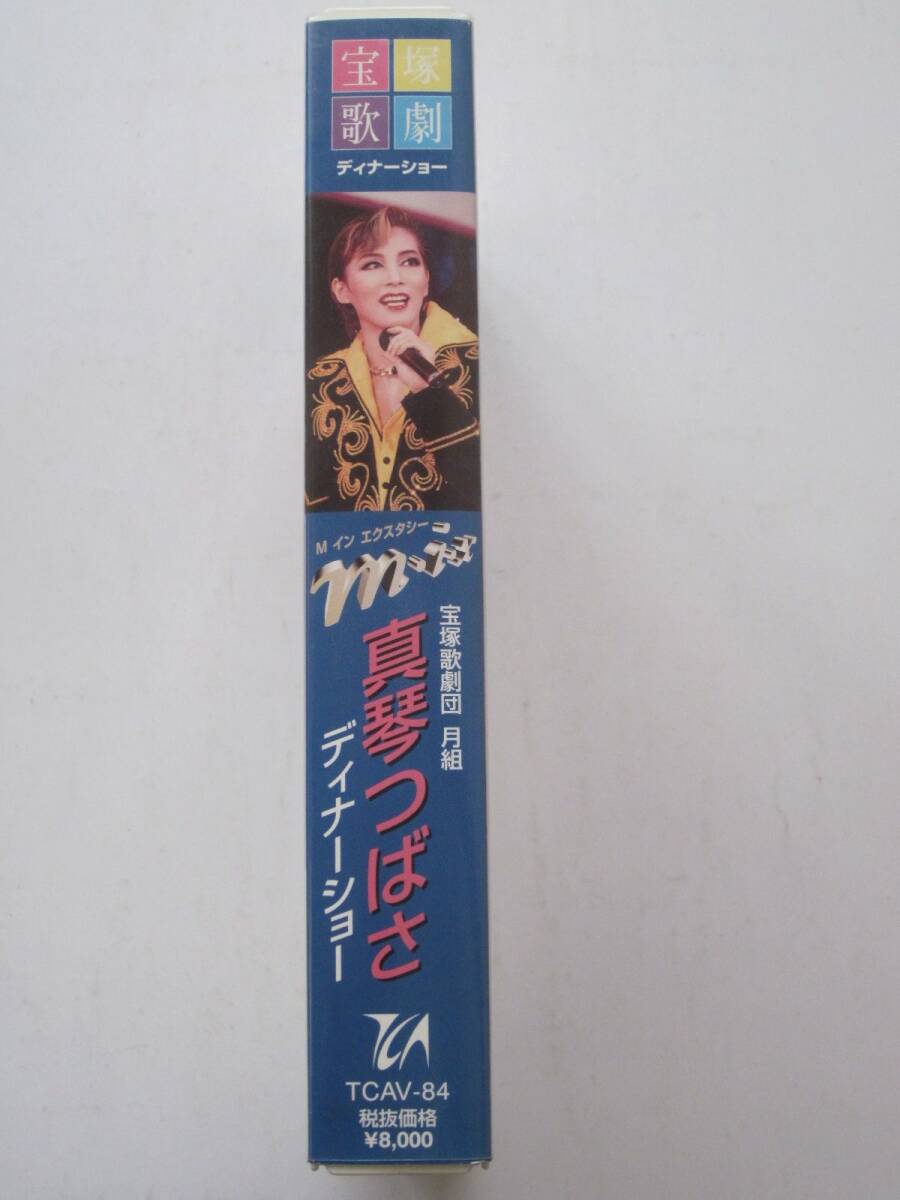 宝塚
歌劇
ディナーショー
M イン エクスタシー
宝塚歌劇団 月組
真琴つばさ
ディナーショー
TCAV-84
税抜価格
¥8,000